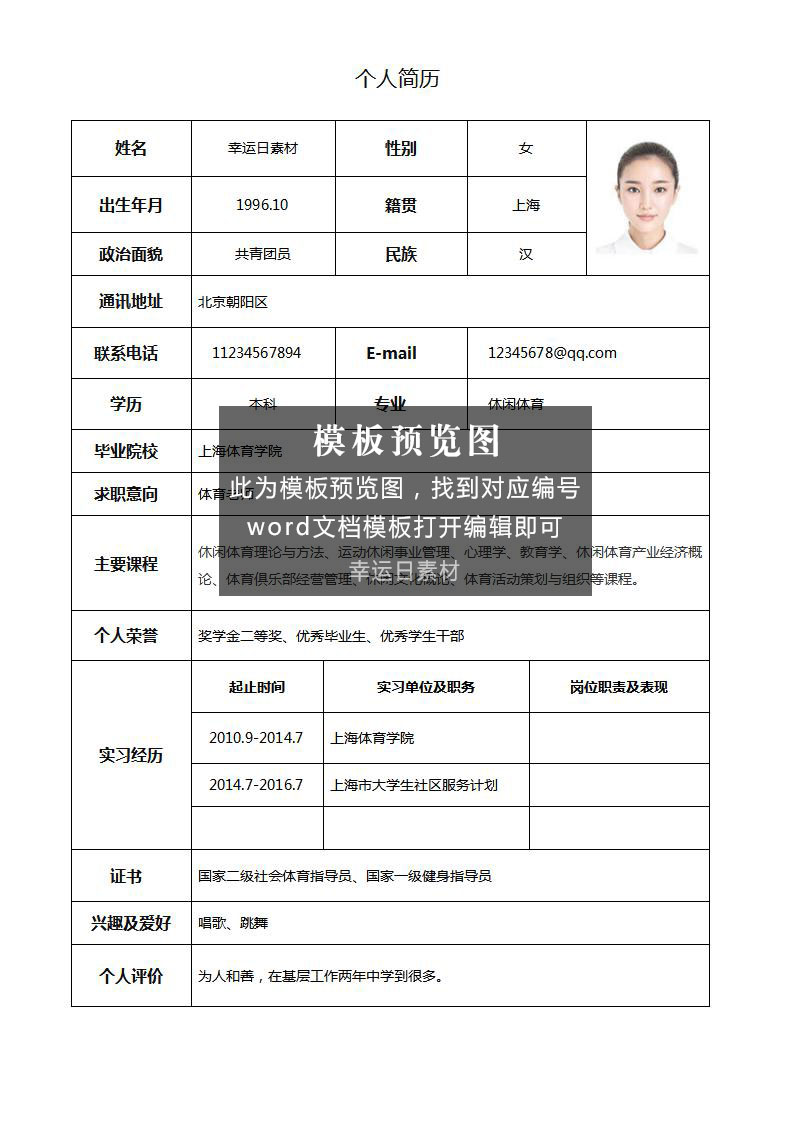 个人简历
姓名 幸运日素材 性别 女
出生年月 1996.10 籍贯 上海
政治面貌 共青团员 民族 汉
通讯地址 北京朝阳区
联系电话 11234567894 E-mail 12345678@qq.com
学历 本科 专业 休闲体育
模板预览图
毕业院校 上海体育学院
此为模板预览图，找到对应编号
求职意向 体育老师
word文档模板打开编辑即可
主要课程 休闲体育理论与方法、运动休闲事业管理、心理学、教育学、休闲体育产业经济概
论、体育俱乐部经营管理、休闲文化概论、体育活动策划与组织等课程。
幸运日素材
个人荣誉 奖学金二等奖、优秀毕业生、优秀学生干部
实习经历 起止时间 实习单位及职务 岗位职责及表现
2010.9-2014.7 上海体育学院
2014.7-2016.7 上海市大学生社区服务计划
证书 国家二级社会体育指导员、国家一级健身指导员
兴趣及爱好 唱歌、跳舞
个人评价 为人和善，在基层工作两年中学到很多。